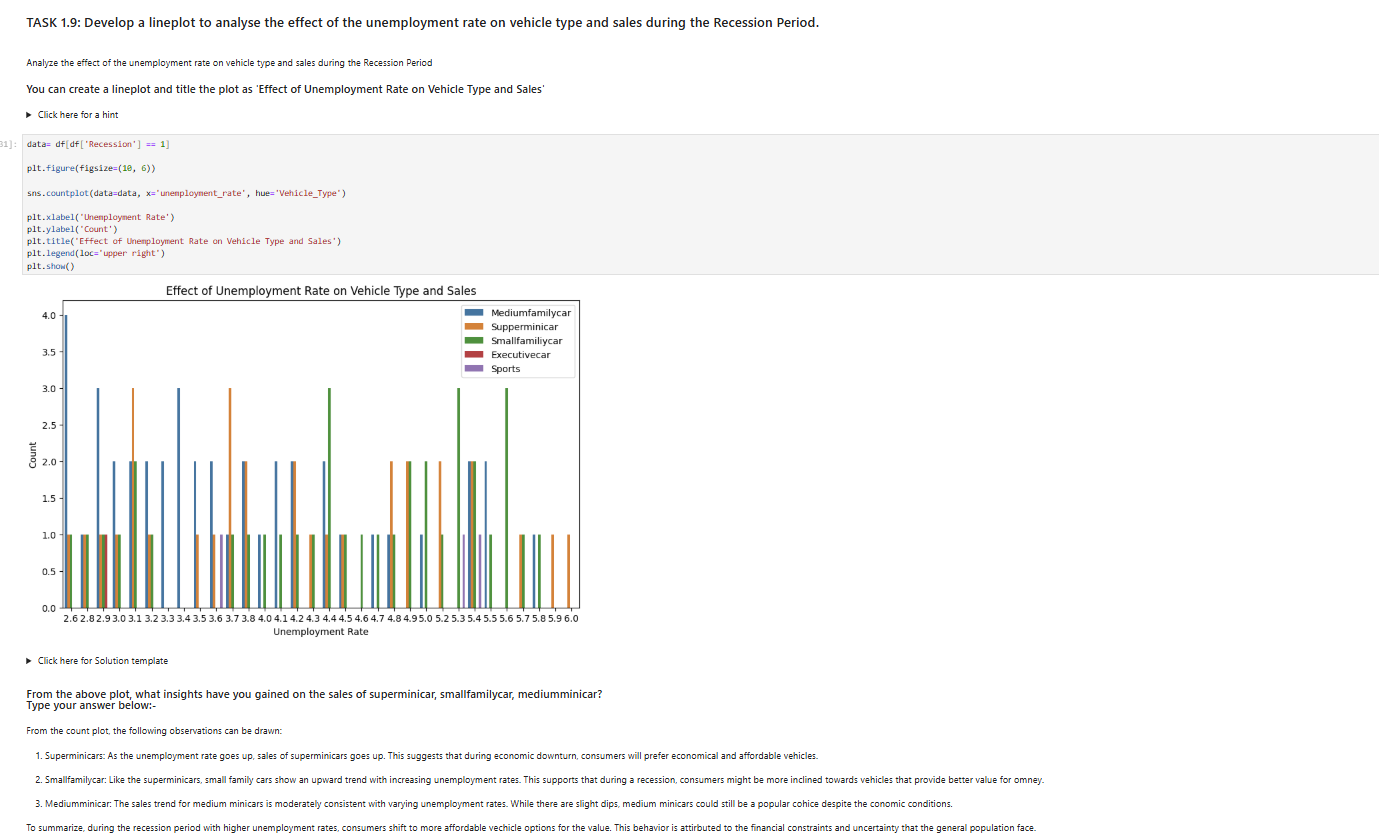 TASK 1.9: Develop a lineplot to analyse the effect of the unemployment rate on vehicle type and sales during the Recession Period.
Analyze the effect of the unemployment rate on vehicle type and sales during the Recession Period
You can create a lineplot and title the plot as 'Effect of Unemployment Rate on Vehicle Type and Sales'
Click here for a hint
31]:
data= df[df['Recession'] == 1]
plt.figure(figsize=(10, 6))
sns.countplot(data=data, x='unemployment_rate', hue='Vehicle_Type')
plt.xlabel('Unemployment Rate')
plt.ylabel('Count')
plt.title('Effect of Unemployment Rate on Vehicle Type and Sales')
plt.legend(loc='upper right')
plt.show()
Effect of Unemployment Rate on Vehicle Type and Sales
Mediumfamilycar
Supperminicar
Smallfamiliycar
Executivecar
Sports
4.0
3.5
3.0
2.5
2.0
1.5
1.0
0.5
0.0
Count
2.6 2.8 2.9 3.0 3.1 3.2 3.3 3.4 3.5 3.6 3.7 3.8 4.0 4.1 4.2 4.3 4.4 4.5 4.6 4.7 4.8 4.9 5.0 5.2 5.3 5.4 5.5 5.6 5.7 5.8 5.9 6.0
Unemployment Rate
Click here for Solution template
From the above plot, what insights have you gained on the sales of superminicar, smallfamilycar, mediumminicar?
Type your answer below:-
From the count plot, the following observations can be drawn:
1. Superminicars: As the unemployment rate goes up, sales of superminicars goes up. This suggests that during economic downturn, consumers will prefer economical and affordable vehicles.
2. Smallfamilycar: Like the superminicars, small family cars show an upward trend with increasing unemployment rates. This supports that during a recession, consumers might be more inclined towards vehicles that provide better value for omney.
3. Mediumminicar: The sales trend for medium minicars is moderately consistent with varying unemployment rates. While there are slight dips, medium minicars could still be a popular cohice despite the conomic conditions.
To summarize, during the recession period with higher unemployment rates, consumers shift to more affordable vechicle options for the value. This behavior is attirbuted to the financial constraints and uncertainty that the general population face.